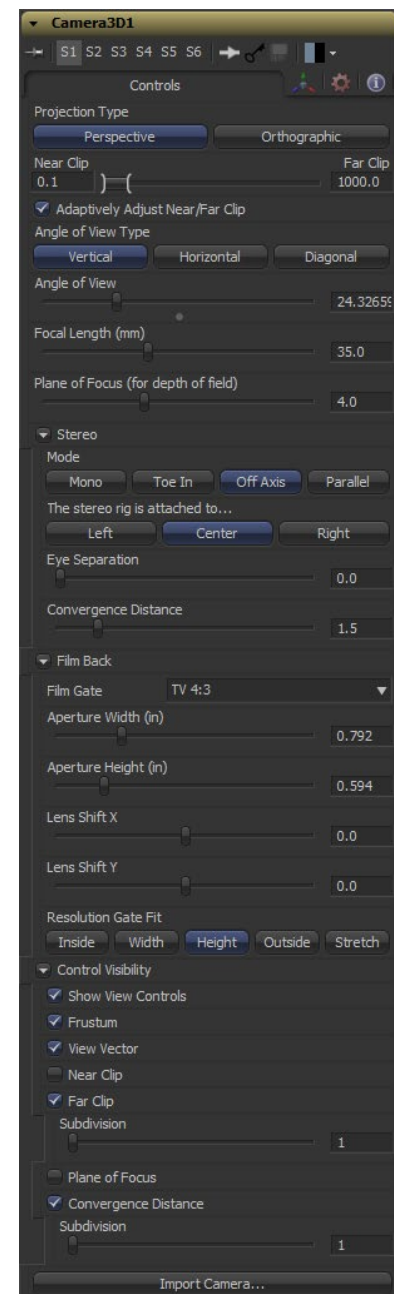 Camera3D1
S1 S2 S3 S4 S5 S6
Controls
Projection Type
Perspective Orthographic
Near Clip Far Clip
0.1 1000.0
Adaptively Adjust Near/Far Clip
Angle of View Type
Vertical Horizontal Diagonal
Angle of View
24.32659
Focal Length (mm)
35.0
Plane of Focus (for depth of field)
4.0
Stereo
Mode
Mono Toe In Off Axis Parallel
The stereo rig is attached to...
Left Center Right
Eye Separation
0.0
Convergence Distance
1.5
Film Back
Film Gate TV 4:3
Aperture Width (in)
0.792
Aperture Height (in)
0.594
Lens Shift X
0.0
Lens Shift Y
0.0
Resolution Gate Fit
Inside Width Height Outside Stretch
Control Visibility
Show View Controls
Frustum
View Vector
Near Clip
Far Clip
Subdivision
1
Plane of Focus
Convergence Distance
Subdivision
1
Import Camera...